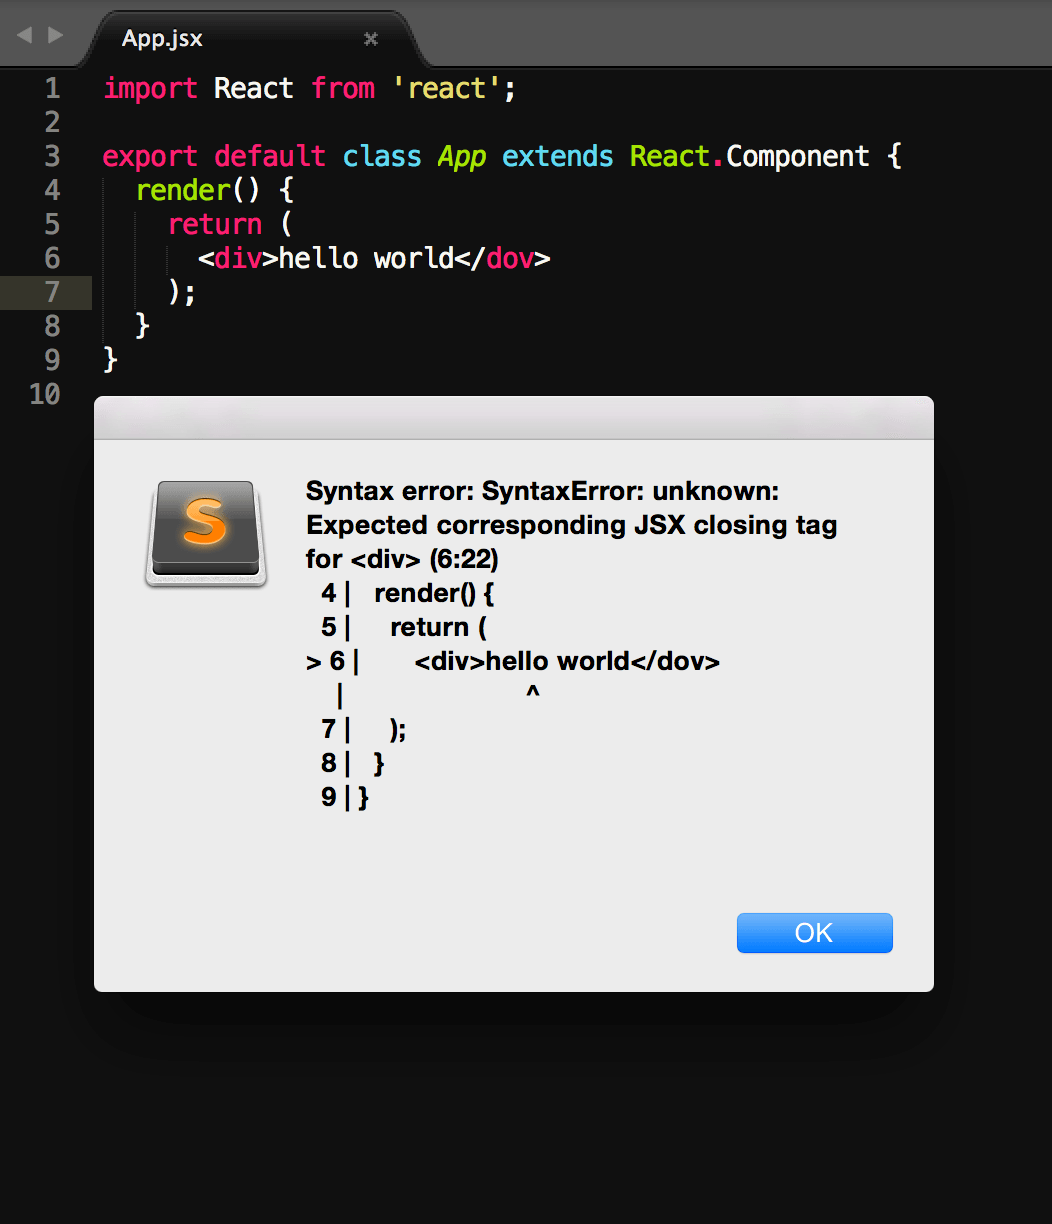 App.jsx
1 import React from 'react';
2
3 export default class App extends React.Component {
4   render() {
5     return (
6       <div>hello world</dov>
7     );
8   }
9 }
10
S
Syntax error: SyntaxError: unknown:
Expected corresponding JSX closing tag
for <div> (6:22)
  4 |   render() {
  5 |     return (
> 6 |       <div>hello world</dov>
    |                       ^
  7 |     );
  8 |   }
  9 | }
OK